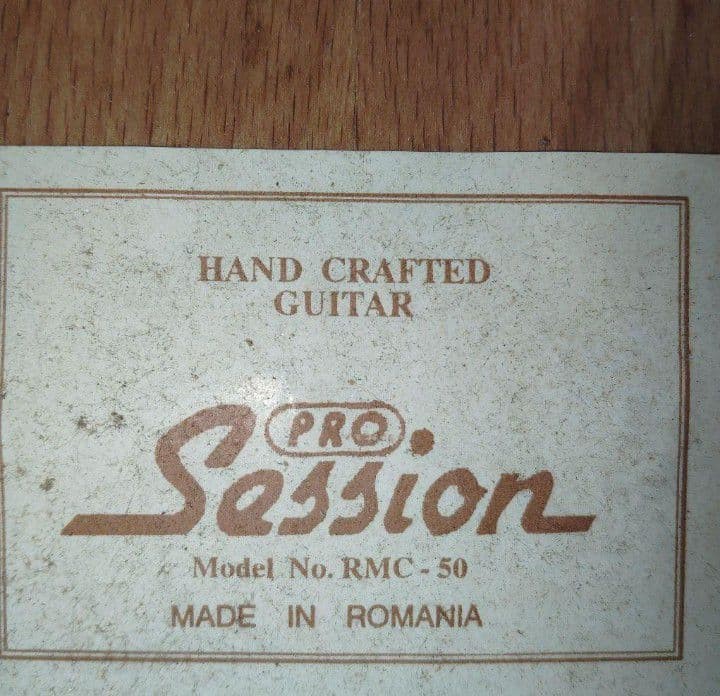 HAND CRAFTED
GUITAR
PRO
Session
Model No. RMC - 50
MADE IN ROMANIA